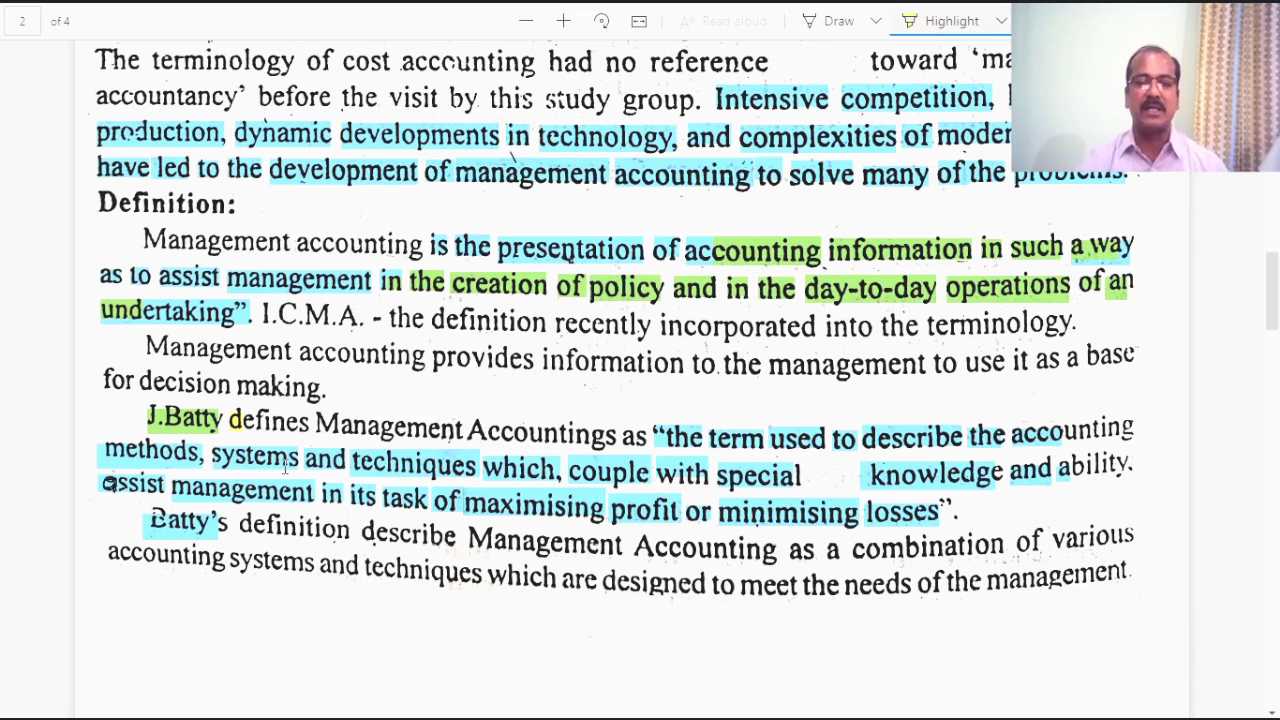 2 of 4 Read aloud Draw Highlight
The terminology of cost accounting had no reference toward ‘ma
accountancy’ before the visit by this study group. Intensive competition,
production, dynamic developments in technology, and complexities of moder
have led to the development of management accounting to solve many of the problems.
Definition:
Management accounting is the presentation of accounting information in such a way
as to assist management in the creation of policy and in the day-to-day operations of an
undertaking”. I.C.M.A. - the definition recently incorporated into the terminology.
Management accounting provides information to the management to use it as a base
for decision making.
J.Batty defines Management Accountings as “the term used to describe the accounting
methods, systems and techniques which, couple with special knowledge and ability.
assist management in its task of maximising profit or minimising losses”.
Batty’s definition describe Management Accounting as a combination of various
accounting systems and techniques which are designed to meet the needs of the management.